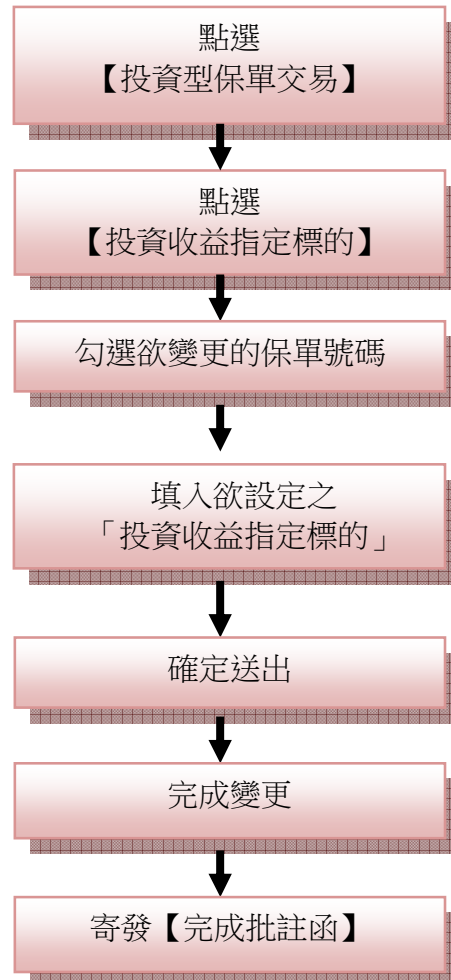 點選
【投資型保單交易】
點選
【投資收益指定標的】
勾選欲變更的保單號碼
填入欲設定之
「投資收益指定標的」
確定送出
完成變更
寄發【完成批註函】